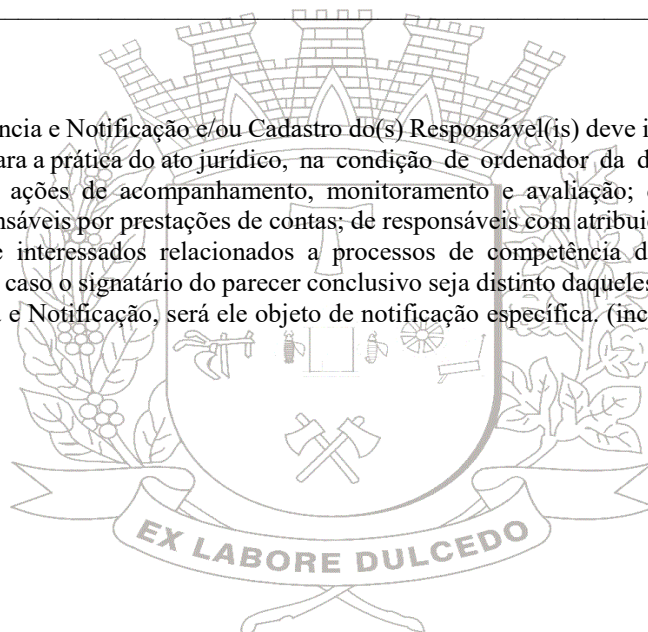 ncia e Notificação e/ou Cadastro do(s) Responsável(is) deve i
ara a prática do ato jurídico, na condição de ordenador da d
ações de acompanhamento, monitoramento e avaliação;
nsáveis por prestações de contas; de responsáveis com atribui
e interessados relacionados a processos de competência d
caso o signatário do parecer conclusivo seja distinto daqueles
e Notificação, será ele objeto de notificação específica. (inc
EX LABORE DULCEDO